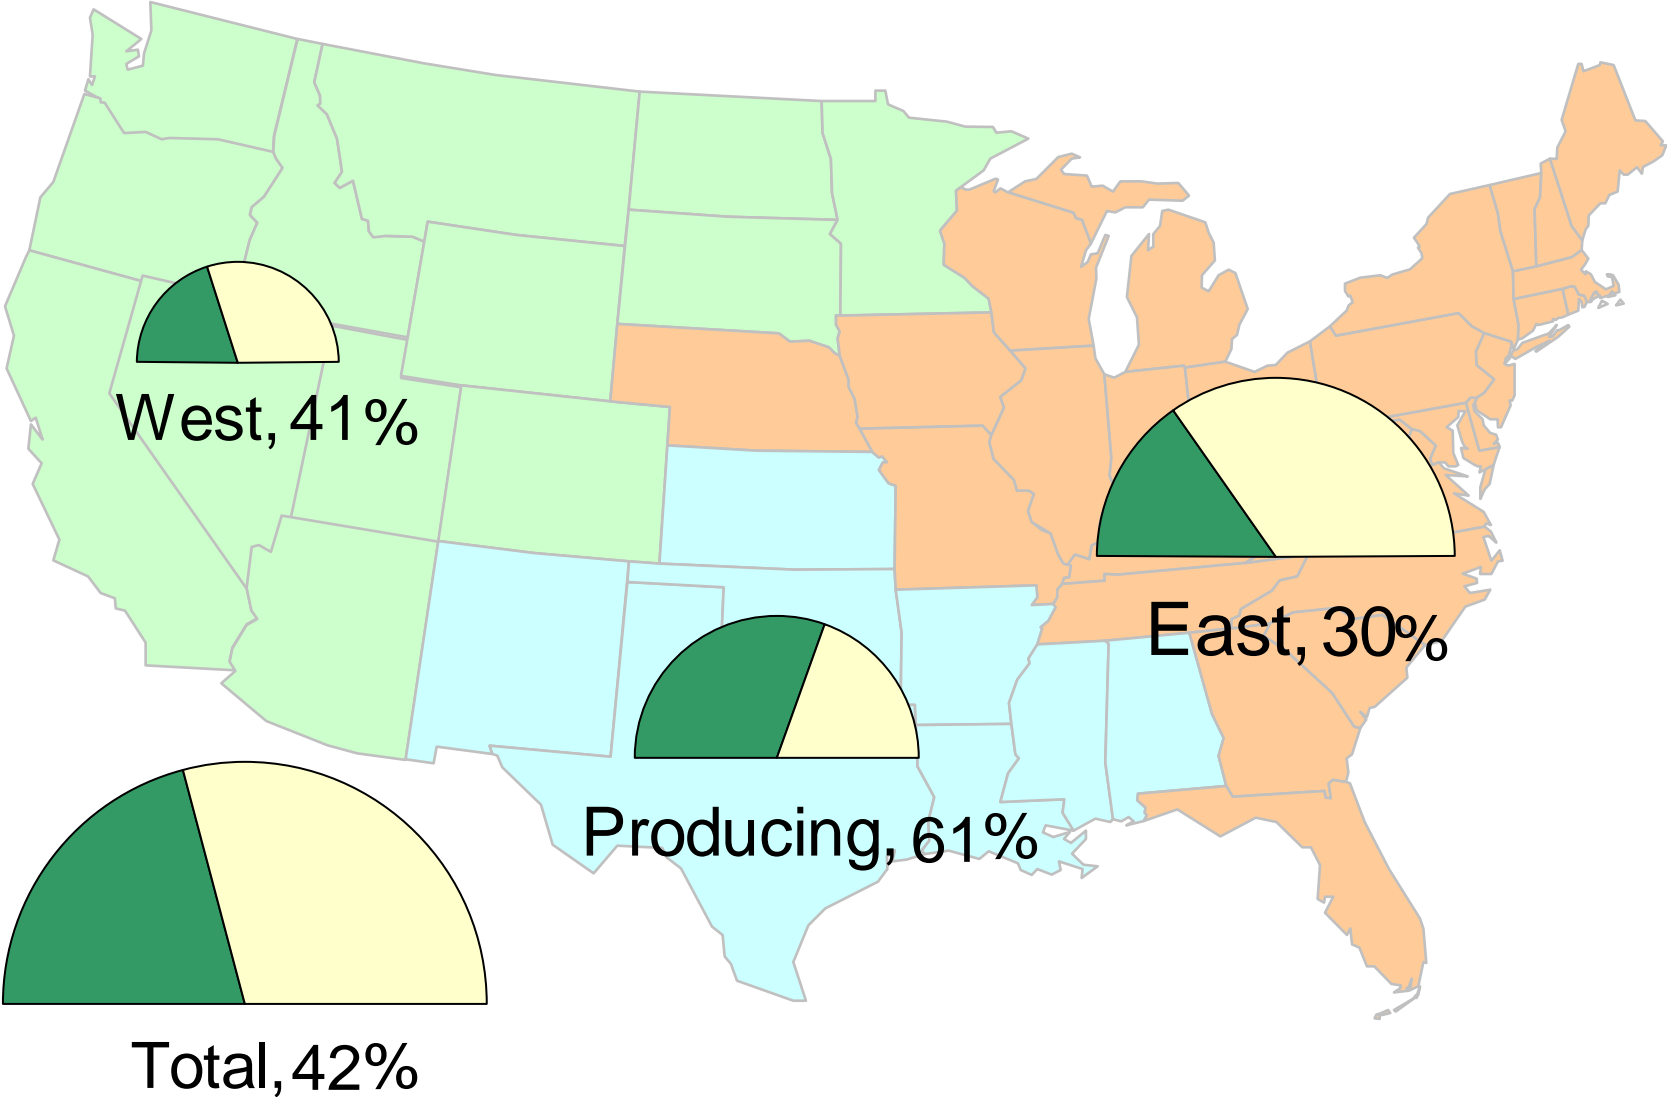 West, 41%
East, 30%
Producing, 61%
Total, 42%